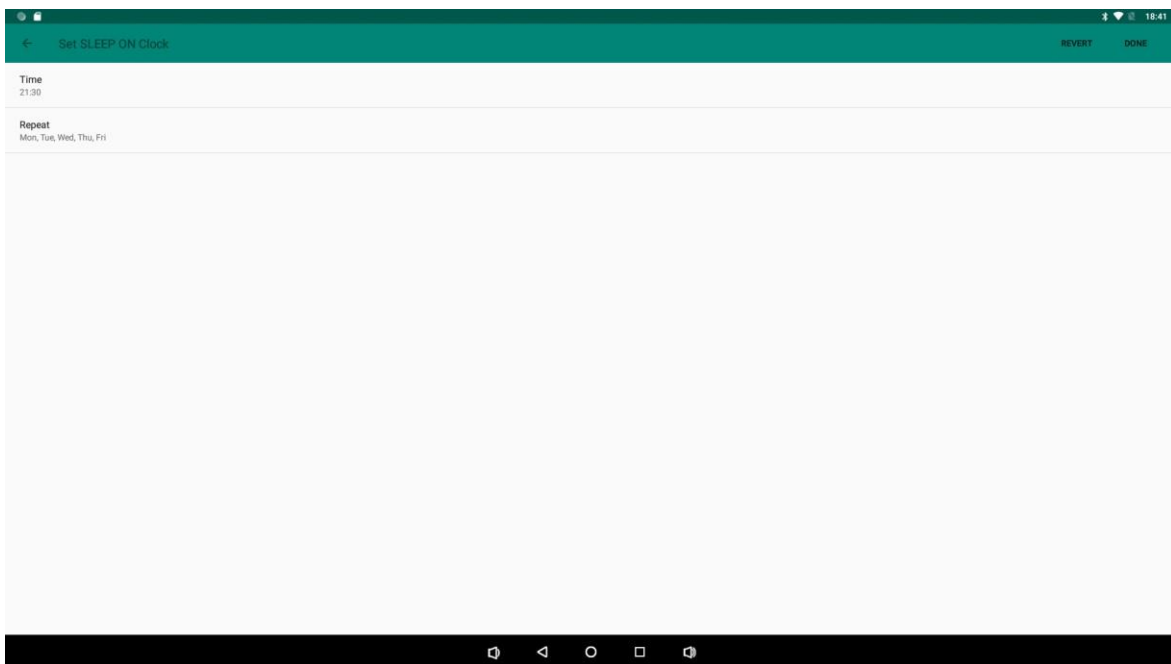 18:41
Set SLEEP ON Clock
REVERT DONE
Time
21:30
Repeat
Mon, Tue, Wed, Thu, Fri